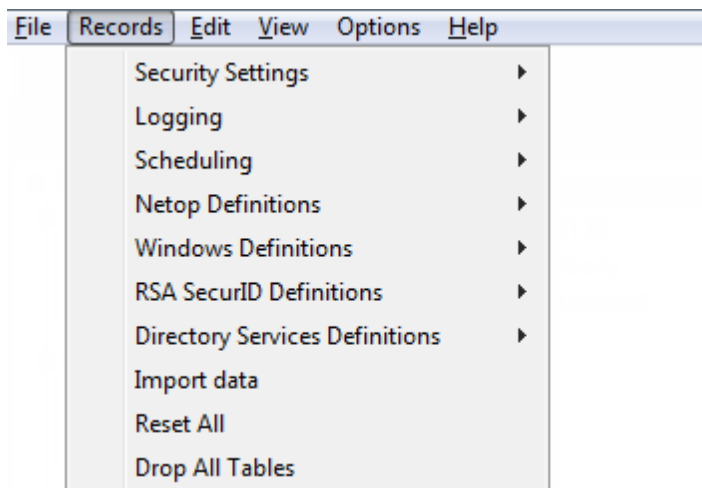 File Records Edit View Options Help
Security Settings
Logging
Scheduling
Netop Definitions
Windows Definitions
RSA SecurID Definitions
Directory Services Definitions
Import data
Reset All
Drop All Tables